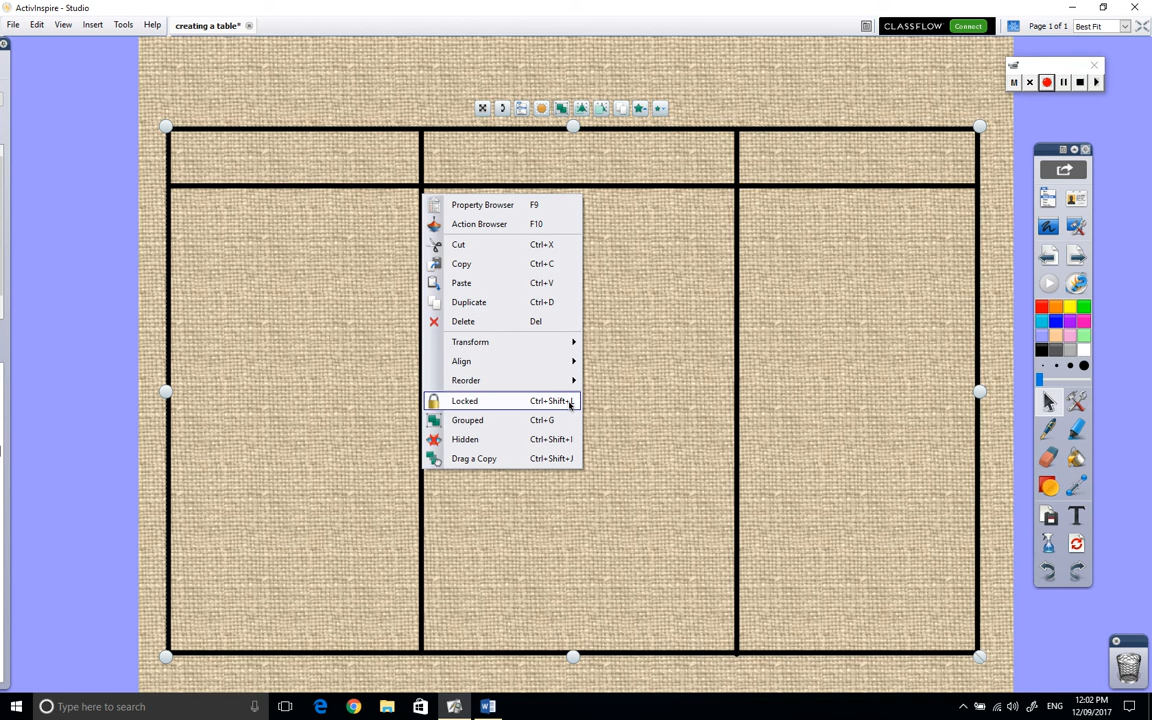 ActivInspire - Studio
File Edit View Insert Tools Help creating a table*
CLASSFLOW Connect Page 1 of 1 Best Fit
M
Property Browser F9
Action Browser F10
Cut Ctrl+X
Copy Ctrl+C
Paste Ctrl+V
Duplicate Ctrl+D
Delete Del
Transform
Align
Reorder
Locked Ctrl+Shift+L
Grouped Ctrl+G
Hidden Ctrl+Shift+I
Drag a Copy Ctrl+Shift+J
T
Type here to search
ENG
12:02 PM
12/09/2017